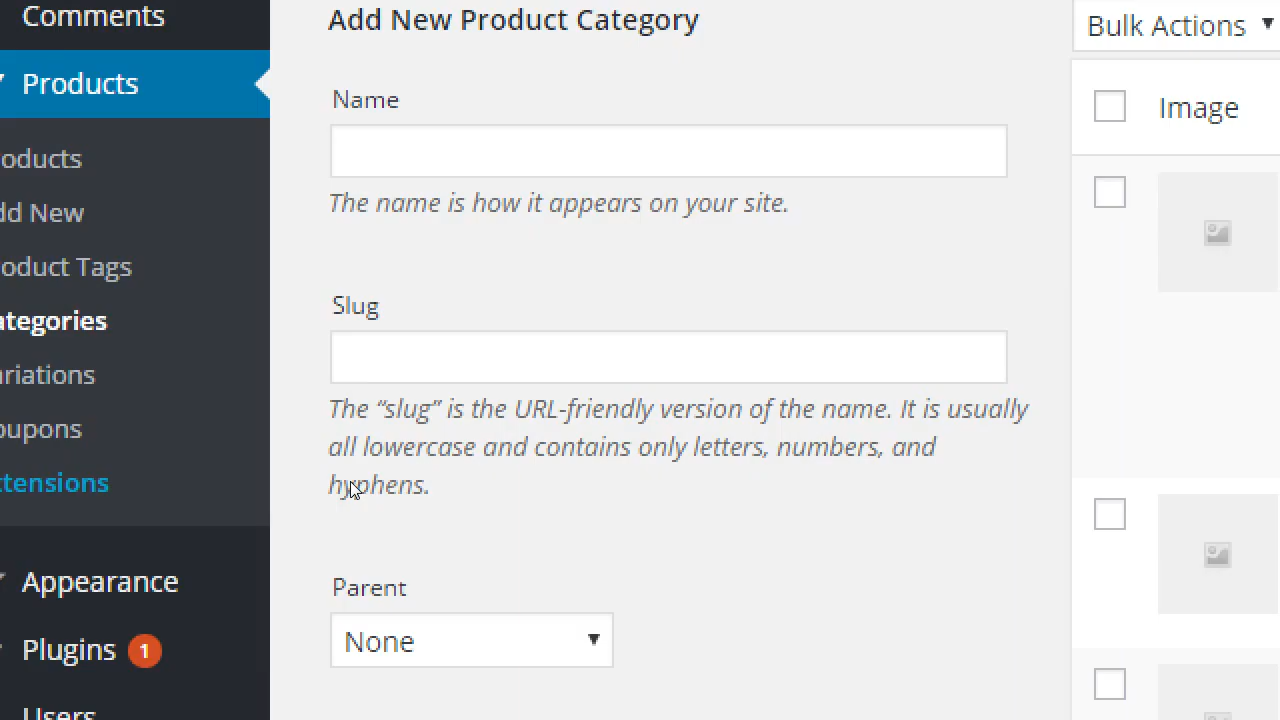 Comments
Products
oducts
dd New
oduct Tags
ategories
ariations
oupons
xtensions
Appearance
Plugins 1
Users
Add New Product Category
Name
The name is how it appears on your site.
Slug
The “slug” is the URL-friendly version of the name. It is usually
all lowercase and contains only letters, numbers, and
hyphens.
Parent
None
Bulk Actions
Image